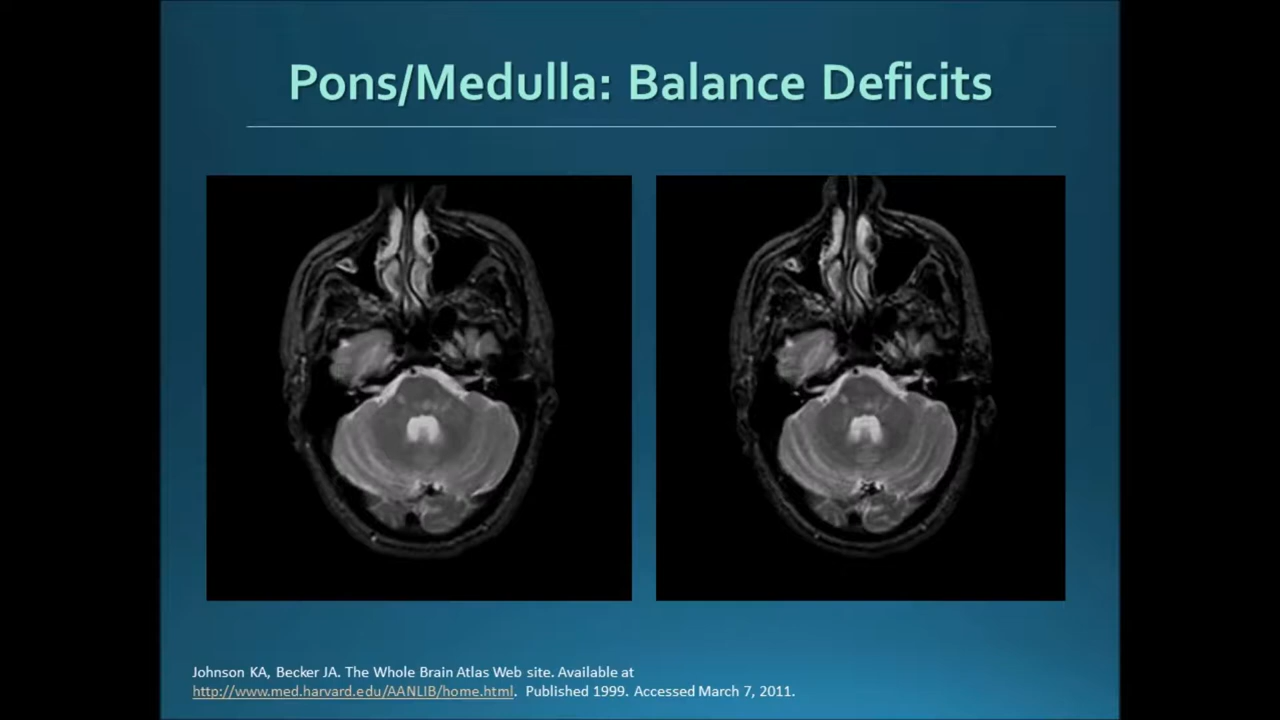 Pons/Medulla: Balance Deficits
Johnson KA, Becker JA. The Whole Brain Atlas Web site. Available at
http://www.med.harvard.edu/AANLIB/home.html.  Published 1999. Accessed March 7, 2011.